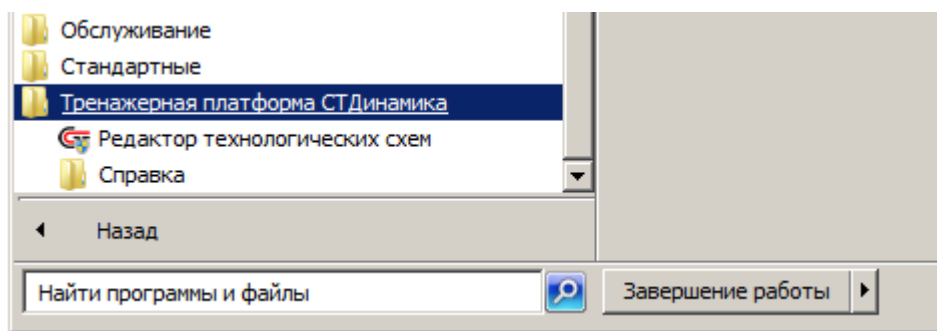 Обслуживание
Стандартные
Тренажерная платформа СТДинамика
Редактор технологических схем
Справка
Назад
Найти программы и файлы
Завершение работы